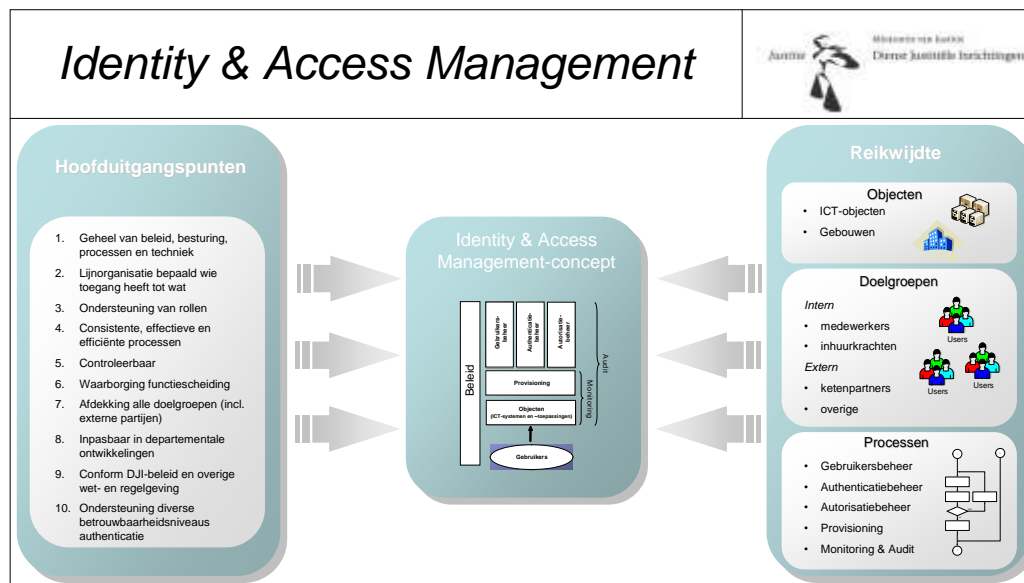 Identity & Access Management
Justitie
Ministerie van Justitie
Dienst Justitiële Inrichtingen
Hoofduitgangspunten
1. Geheel van beleid, besturing,
processen en techniek
2. Lijnorganisatie bepaald wie
toegang heeft tot wat
3. Ondersteuning van rollen
4. Consistente, effectieve en
efficiënte processen
5. Controleerbaar
6. Waarborging functiescheiding
7. Afdekking alle doelgroepen (incl.
externe partijen)
8. Inpasbaar in departementale
ontwikkelingen
9. Conform DJI-beleid en overige
wet- en regelgeving
10. Ondersteuning diverse
betrouwbaarheidsniveaus
authenticatie
Identity & Access
Management-concept
Beleid
Gebruikers-
beheer
Authenticatie-
beheer
Autorisatie-
beheer
Provisioning
Objecten
(ICT-systemen en –toepassingen)
Gebruikers
Monitoring
Audit
Reikwijdte
Objecten
• ICT-objecten
• Gebouwen
Doelgroepen
Intern
• medewerkers
• inhuurkrachten
Extern
• ketenpartners
• overige
Users
Users
Users
Processen
• Gebruikersbeheer
• Authenticatiebeheer
• Autorisatiebeheer
• Provisioning
• Monitoring & Audit